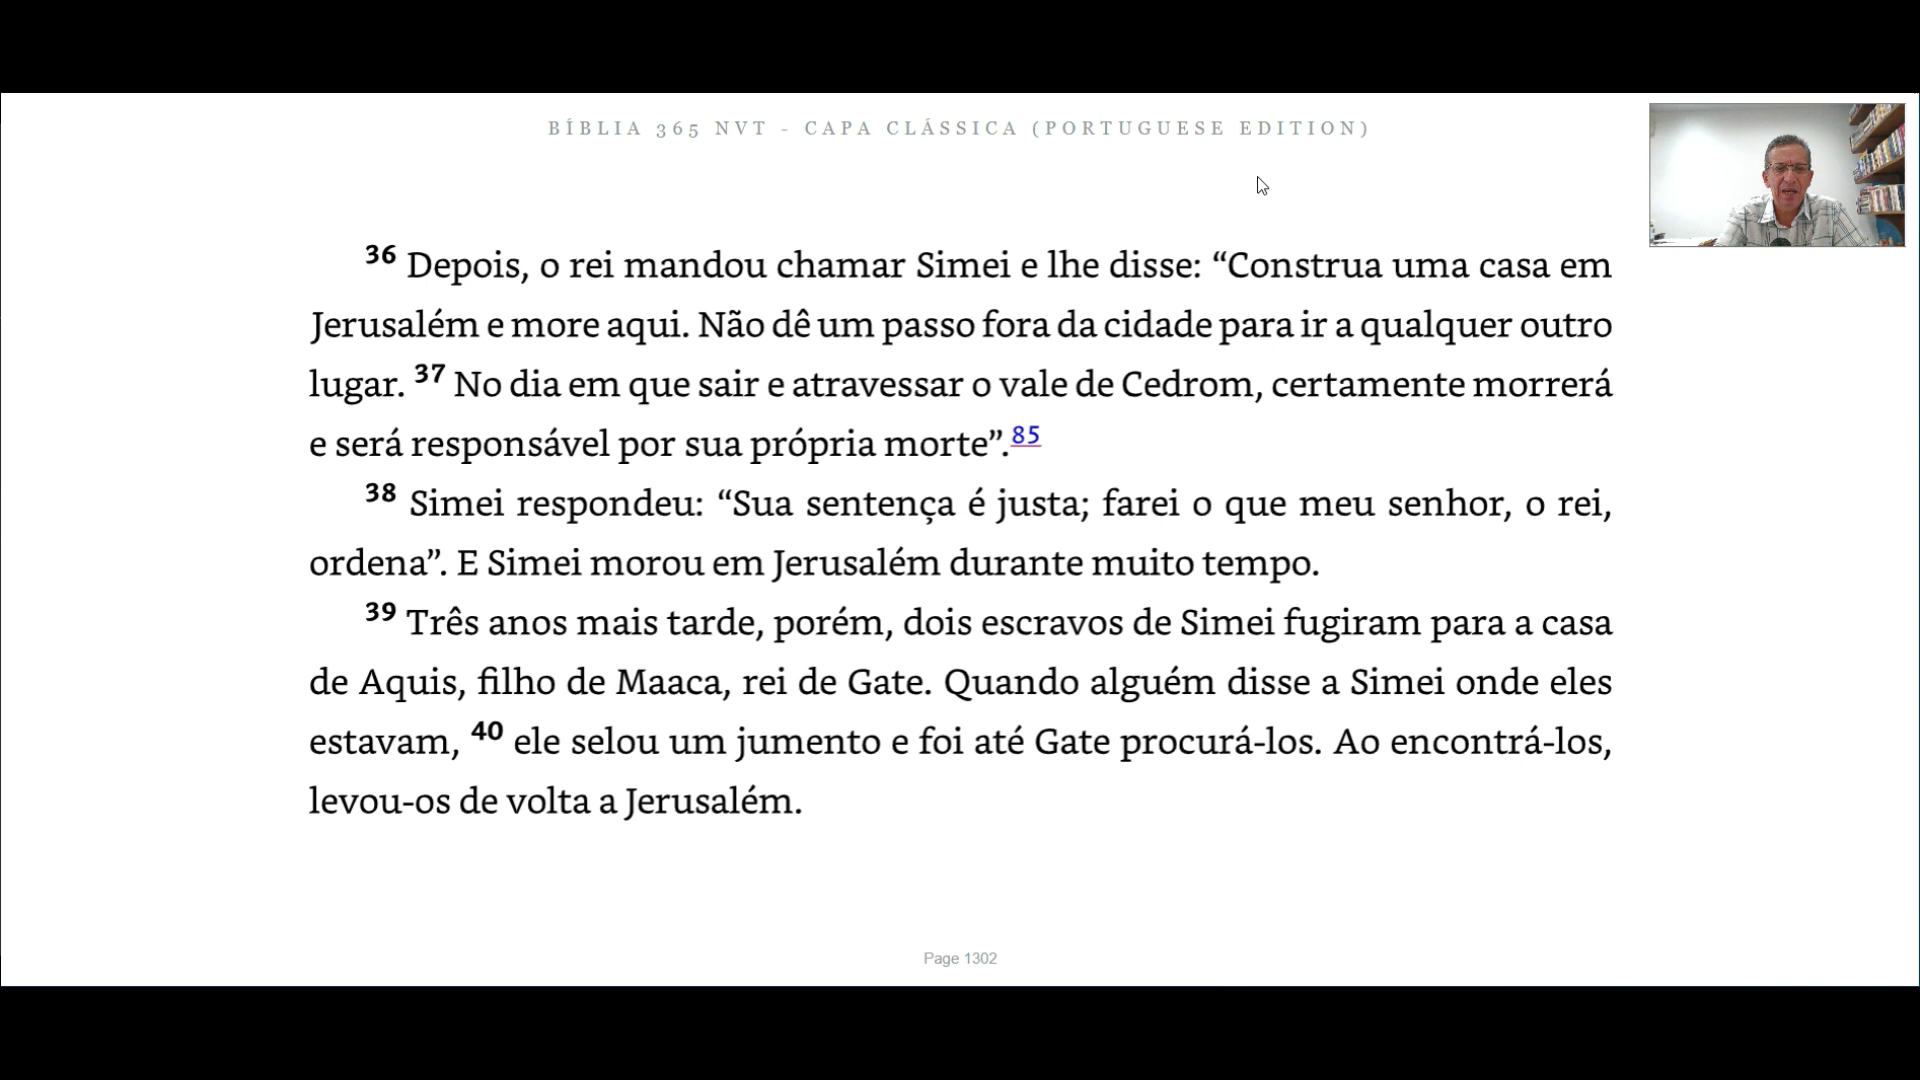 BÍBLIA 365 NVT - CAPA CLÁSSICA (PORTUGUESE EDITION)
36 Depois, o rei mandou chamar Simei e lhe disse: “Construa uma casa em
Jerusalém e more aqui. Não dê um passo fora da cidade para ir a qualquer outro
lugar. 37 No dia em que sair e atravessar o vale de Cedrom, certamente morrerá
e será responsável por sua própria morte”.85
38 Simei respondeu: “Sua sentença é justa; farei o que meu senhor, o rei,
ordena”. E Simei morou em Jerusalém durante muito tempo.
39 Três anos mais tarde, porém, dois escravos de Simei fugiram para a casa
de Aquis, filho de Maaca, rei de Gate. Quando alguém disse a Simei onde eles
estavam, 40 ele selou um jumento e foi até Gate procurá-los. Ao encontrá-los,
levou-os de volta a Jerusalém.
Page 1302